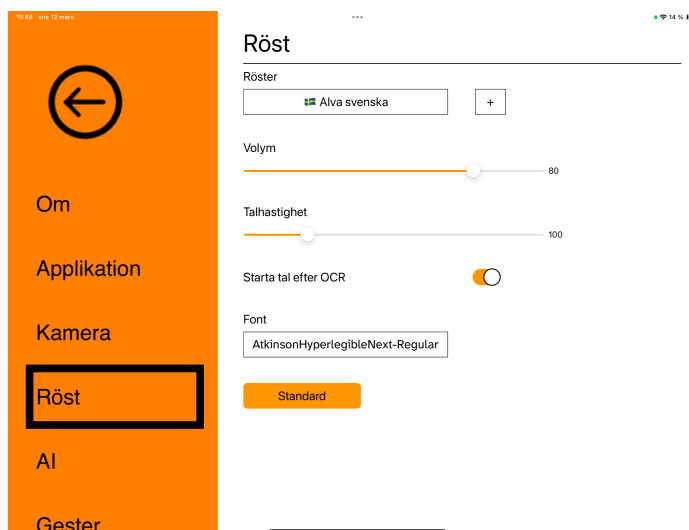 15:48 ons 12 mars
14 %
Röst
Röster
🇸🇪 Alva svenska
+
Volym
80
Talhastighet
100
Starta tal efter OCR
Font
AtkinsonHyperlegibleNext-Regular
Standard
Om
Applikation
Kamera
Röst
AI
Gester